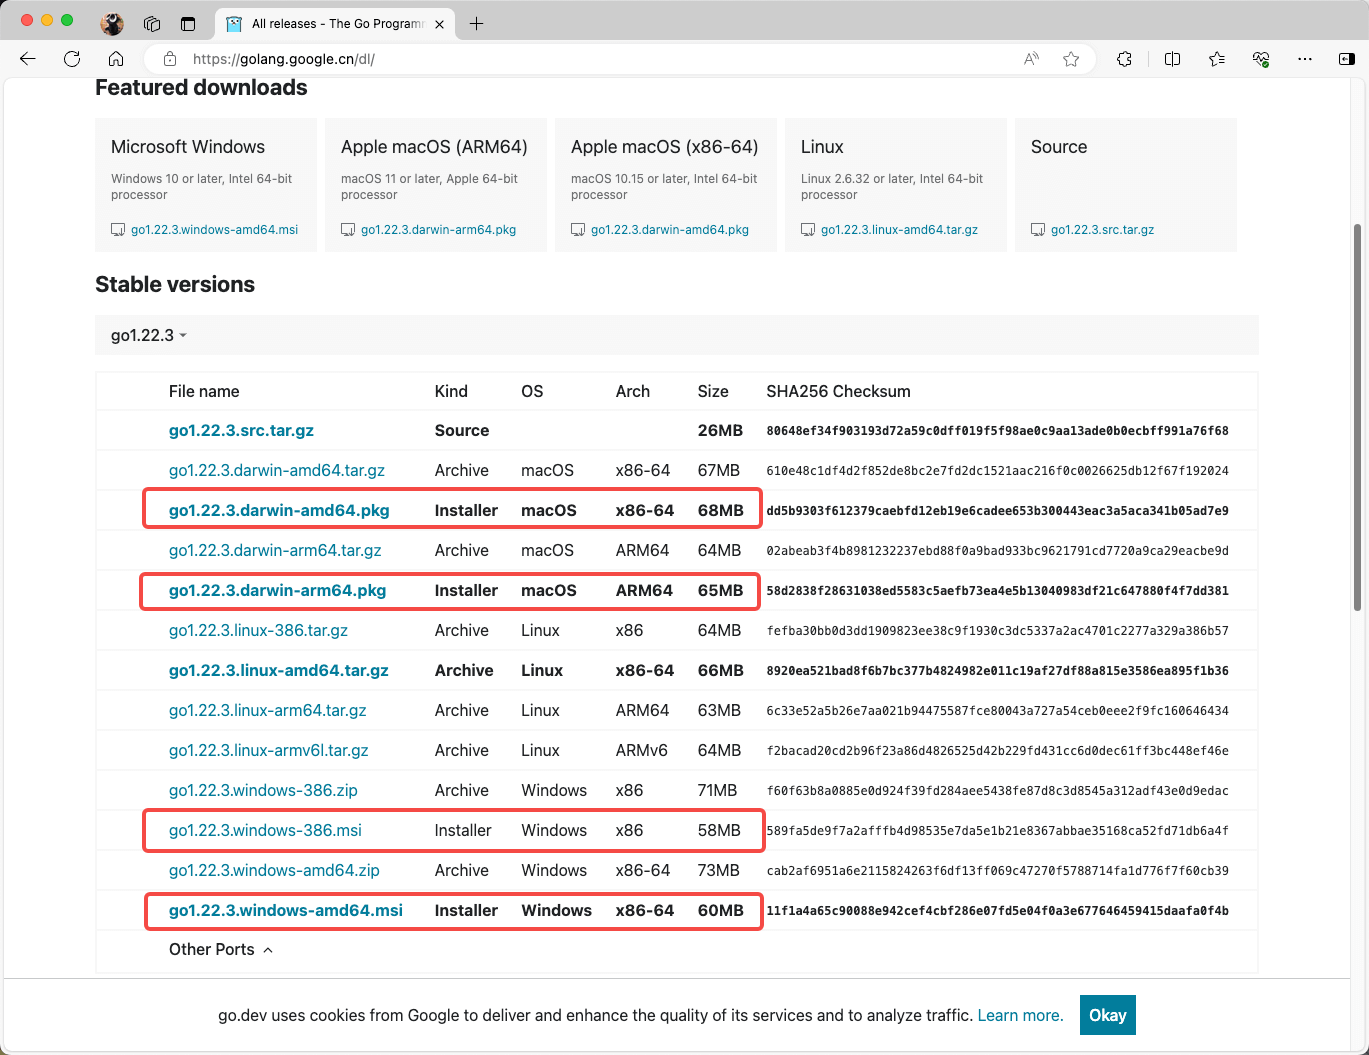 All releases - The Go Programm
https://golang.google.cn/dl/
Featured downloads
Microsoft Windows
Windows 10 or later, Intel 64-bit
processor
go1.22.3.windows-amd64.msi
Apple macOS (ARM64)
macOS 11 or later, Apple 64-bit
processor
go1.22.3.darwin-arm64.pkg
Apple macOS (x86-64)
macOS 10.15 or later, Intel 64-bit
processor
go1.22.3.darwin-amd64.pkg
Linux
Linux 2.6.32 or later, Intel 64-bit
processor
go1.22.3.linux-amd64.tar.gz
Source
go1.22.3.src.tar.gz
Stable versions
go1.22.3
File name Kind OS Arch Size SHA256 Checksum
go1.22.3.src.tar.gz Source 26MB 80648ef34f903193d72a59c0dff019f5f98ae0c9aa13ade0b0ecbff991a76f68
go1.22.3.darwin-amd64.tar.gz Archive macOS x86-64 67MB 610e48c1df4d2f852de8bc2e7fd2dc1521aac216f0c0026625db12f67f192024
go1.22.3.darwin-amd64.pkg Installer macOS x86-64 68MB dd5b9303f612379caebfd12eb19e6cadee653b300443eac3a5aca341b05ad7e9
go1.22.3.darwin-arm64.tar.gz Archive macOS ARM64 64MB 02abeab3f4b8981232237ebd88f0a9bad933bc9621791cd7720a9ca29eacbe9d
go1.22.3.darwin-arm64.pkg Installer macOS ARM64 65MB 58d2838f28631038ed5583c5aefb73ea4e5b13040983df21c647880f4f7dd381
go1.22.3.linux-386.tar.gz Archive Linux x86 64MB fefba30bb0d3dd1909823ee38c9f1930c3dc5337a2ac4701c2277a329a386b57
go1.22.3.linux-amd64.tar.gz Archive Linux x86-64 66MB 8920ea521bad8f6b7bc377b4824982e011c19af27df88a815e3586ea895f1b36
go1.22.3.linux-arm64.tar.gz Archive Linux ARM64 63MB 6c33e52a5b26e7aa021b94475587fce80043a727a54ceb0eee2f9fc160646434
go1.22.3.linux-armv6l.tar.gz Archive Linux ARMv6 64MB f2bacad20cd2b96f23a86d4826525d42b229fd431cc6d0dec61ff3bc448ef46e
go1.22.3.windows-386.zip Archive Windows x86 71MB f60f63b8a0885e0d924f39fd284aee5438fe87d8c3d8545a312adf43e0d9edac
go1.22.3.windows-386.msi Installer Windows x86 58MB 589fa5de9f7a2afffb4d98535e7da5e1b21e8367abbae35168ca52fd71db6a4f
go1.22.3.windows-amd64.zip Archive Windows x86-64 73MB cab2af6951a6e2115824263f6df13ff069c47270f5788714fa1d776f7f60cb39
go1.22.3.windows-amd64.msi Installer Windows x86-64 60MB 11f1a4a65c90088e942cef4cbf286e07fd5e04f0a3e677646459415daafa0f4b
Other Ports
go.dev uses cookies from Google to deliver and enhance the quality of its services and to analyze traffic. Learn more. Okay